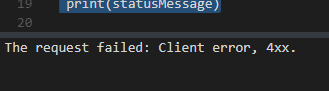 19 print(statusMessage)
20
The request failed: Client error, 4xx.